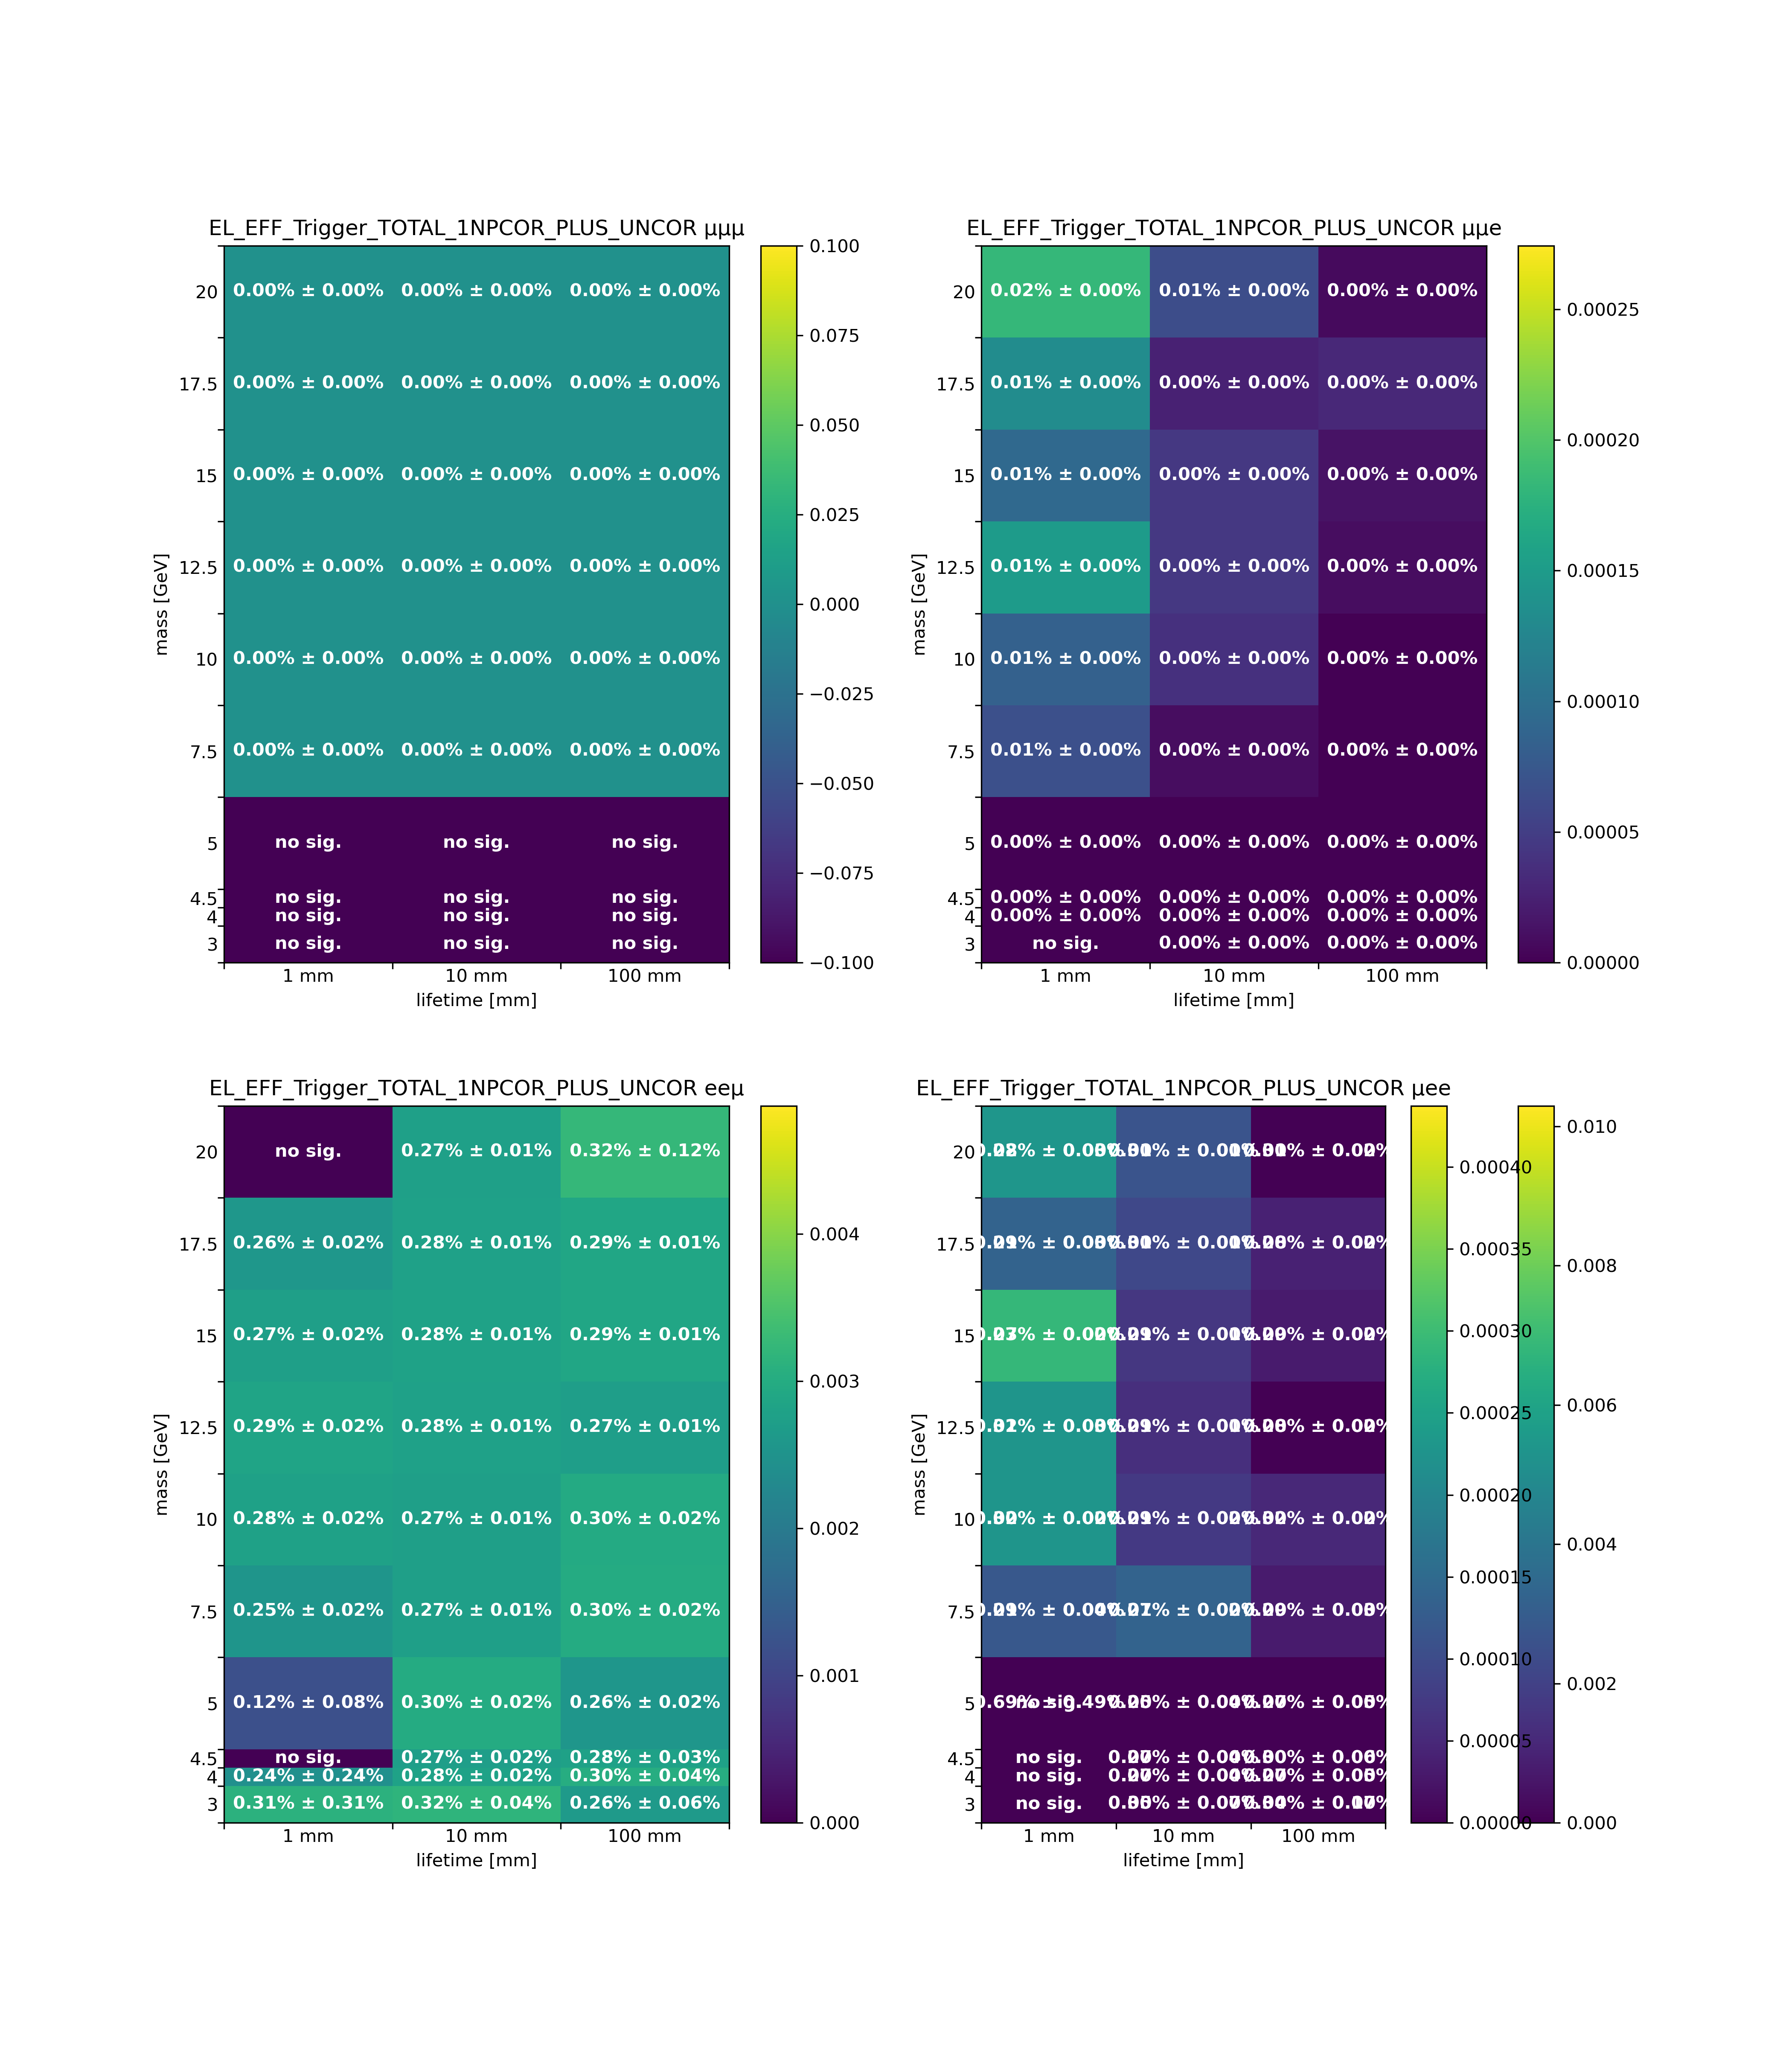 EL_EFF_Trigger_TOTAL_1NPCOR_PLUS_UNCOR μμμ
20 0.00% ± 0.00% 0.00% ± 0.00% 0.00% ± 0.00%
17.5 0.00% ± 0.00% 0.00% ± 0.00% 0.00% ± 0.00%
15 0.00% ± 0.00% 0.00% ± 0.00% 0.00% ± 0.00%
12.5 0.00% ± 0.00% 0.00% ± 0.00% 0.00% ± 0.00%
10 0.00% ± 0.00% 0.00% ± 0.00% 0.00% ± 0.00%
7.5 0.00% ± 0.00% 0.00% ± 0.00% 0.00% ± 0.00%
5 no sig. no sig. no sig.
4.5 no sig. no sig. no sig.
4 no sig. no sig. no sig.
3 no sig. no sig. no sig.
1 mm 10 mm 100 mm
lifetime [mm]
mass [GeV]
0.100
0.075
0.050
0.025
0.000
−0.025
−0.050
−0.075
−0.100
EL_EFF_Trigger_TOTAL_1NPCOR_PLUS_UNCOR μμe
20 0.02% ± 0.00% 0.01% ± 0.00% 0.00% ± 0.00%
17.5 0.01% ± 0.00% 0.00% ± 0.00% 0.00% ± 0.00%
15 0.01% ± 0.00% 0.00% ± 0.00% 0.00% ± 0.00%
12.5 0.01% ± 0.00% 0.00% ± 0.00% 0.00% ± 0.00%
10 0.01% ± 0.00% 0.00% ± 0.00% 0.00% ± 0.00%
7.5 0.01% ± 0.00% 0.00% ± 0.00% 0.00% ± 0.00%
5 0.00% ± 0.00% 0.00% ± 0.00% 0.00% ± 0.00%
4.5 0.00% ± 0.00% 0.00% ± 0.00% 0.00% ± 0.00%
4 0.00% ± 0.00% 0.00% ± 0.00% 0.00% ± 0.00%
3 no sig. 0.00% ± 0.00% 0.00% ± 0.00%
1 mm 10 mm 100 mm
lifetime [mm]
mass [GeV]
0.00025
0.00020
0.00015
0.00010
0.00005
0.00000
EL_EFF_Trigger_TOTAL_1NPCOR_PLUS_UNCOR eeμ
20 no sig. 0.27% ± 0.01% 0.32% ± 0.12%
17.5 0.26% ± 0.02% 0.28% ± 0.01% 0.29% ± 0.01%
15 0.27% ± 0.02% 0.28% ± 0.01% 0.29% ± 0.01%
12.5 0.29% ± 0.02% 0.28% ± 0.01% 0.27% ± 0.01%
10 0.28% ± 0.02% 0.27% ± 0.01% 0.30% ± 0.02%
7.5 0.25% ± 0.02% 0.27% ± 0.01% 0.30% ± 0.02%
5 0.12% ± 0.08% 0.30% ± 0.02% 0.26% ± 0.02%
4.5 no sig. 0.27% ± 0.02% 0.28% ± 0.03%
4 0.24% ± 0.24% 0.28% ± 0.02% 0.30% ± 0.04%
3 0.31% ± 0.31% 0.32% ± 0.04% 0.26% ± 0.06%
1 mm 10 mm 100 mm
lifetime [mm]
mass [GeV]
0.004
0.003
0.002
0.001
0.000
EL_EFF_Trigger_TOTAL_1NPCOR_PLUS_UNCOR μee
20
17.5
15
12.5
10
7.5
5 no sig.
4.5 no sig.
4 no sig.
3 no sig.
1 mm 10 mm 100 mm
lifetime [mm]
mass [GeV]
0.00040
0.00035
0.00030
0.00025
0.00020
0.00015
0.00010
0.00005
0.00000
0.010
0.008
0.006
0.004
0.002
0.000